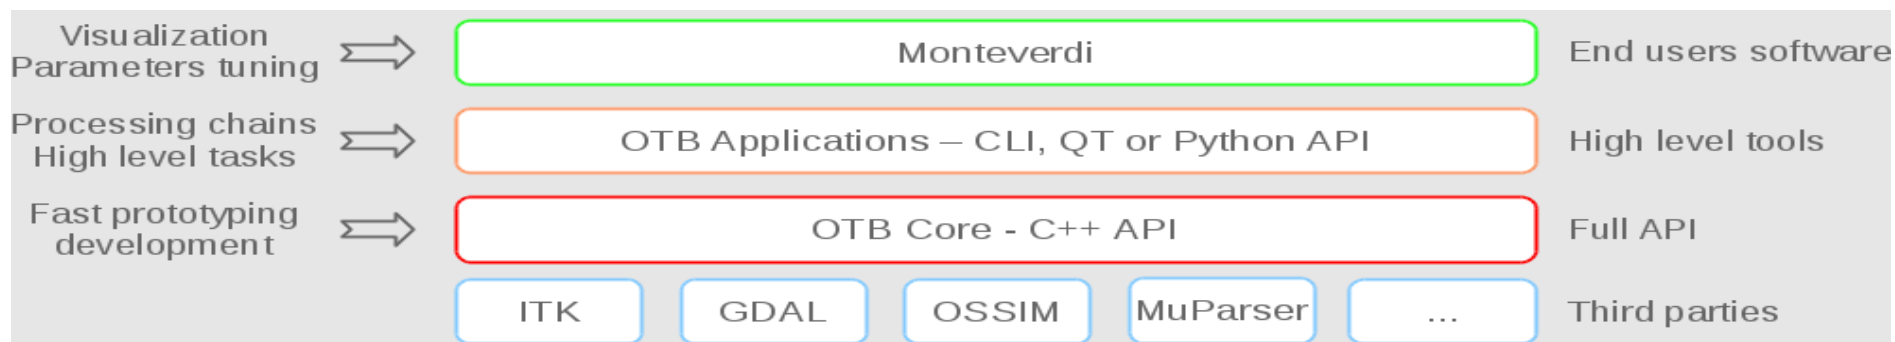 Visualization
Parameters tuning
Monteverdi
End users software
Processing chains
High level tasks
OTB Applications – CLI, QT or Python API
High level tools
Fast prototyping
development
OTB Core - C++ API
Full API
ITK
GDAL
OSSIM
MuParser
...
Third parties